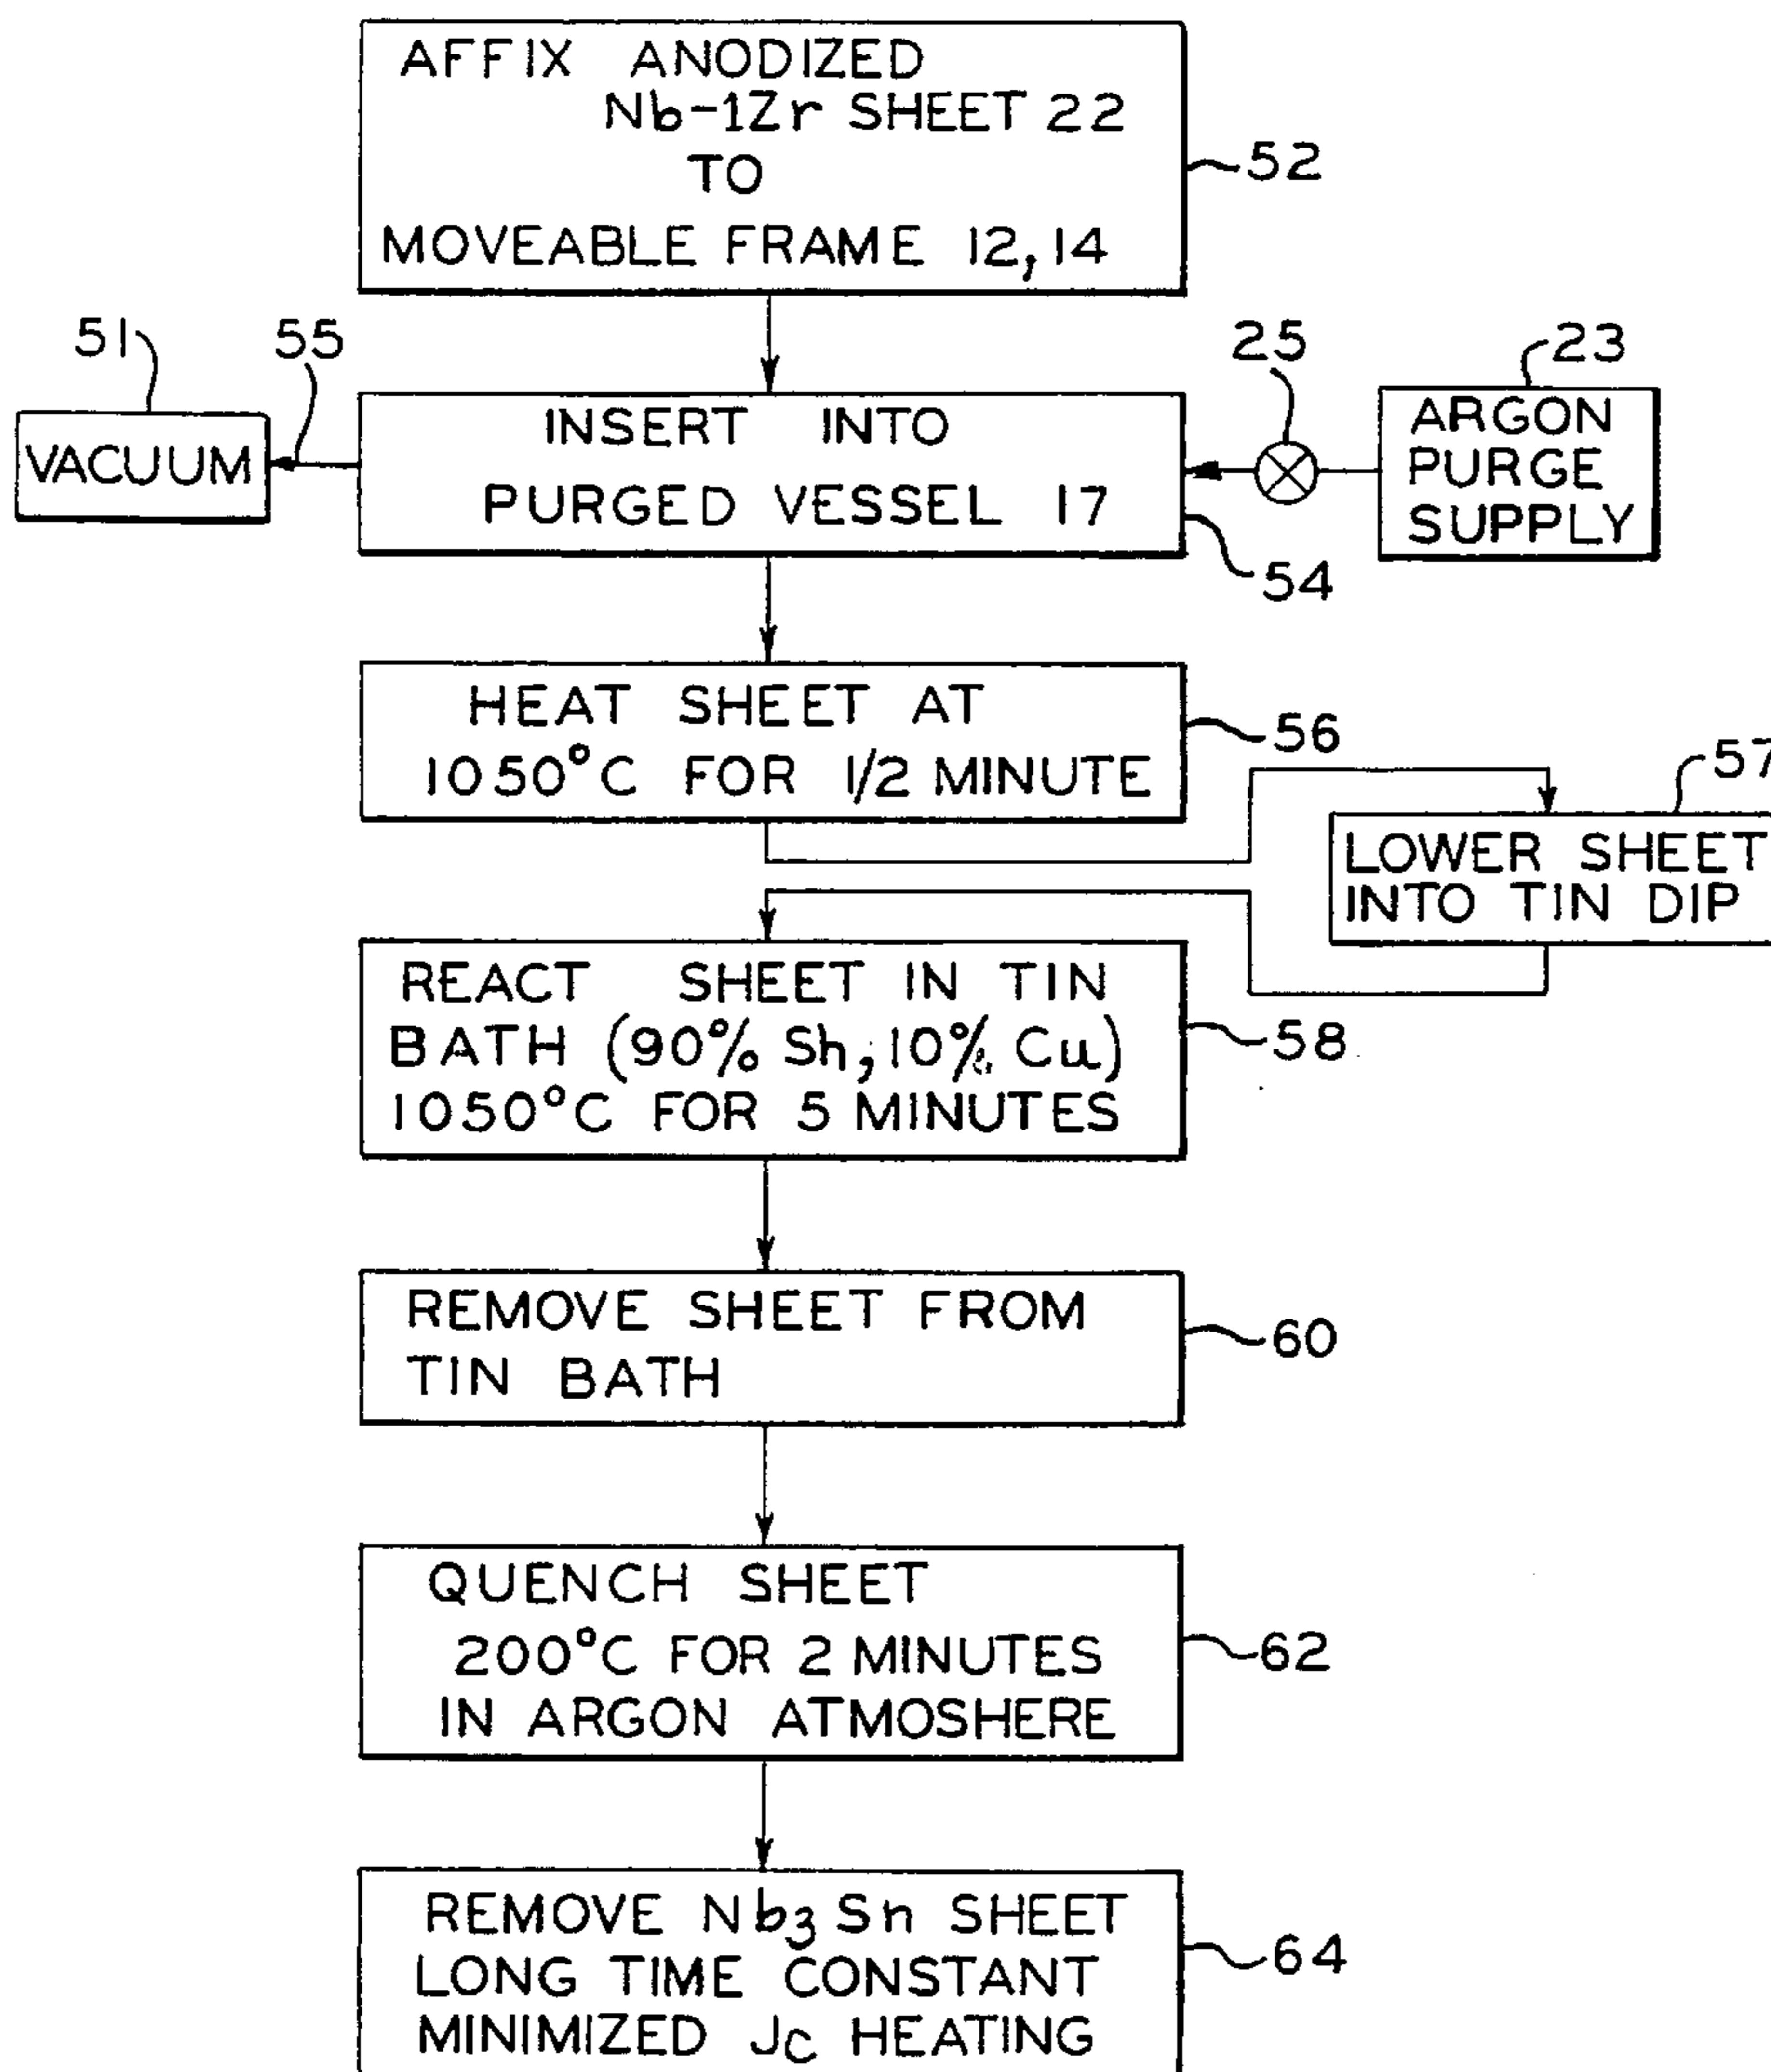 AFFIX ANODIZED
Nb-1Zr SHEET 22
TO
MOVEABLE FRAME 12,14
52
51
55
25
23
VACUUM
INSERT INTO
PURGED VESSEL 17
ARGON
PURGE
SUPPLY
54
HEAT SHEET AT
1050°C FOR 1/2 MINUTE
56
57
LOWER SHEET
INTO TIN DIP
REACT SHEET IN TIN
BATH (90% Sh,10% Cu)
1050°C FOR 5 MINUTES
58
REMOVE SHEET FROM
TIN BATH
60
QUENCH SHEET
200°C FOR 2 MINUTES
IN ARGON ATMOSHERE
62
REMOVE Nb₃Sn SHEET
LONG TIME CONSTANT
MINIMIZED JC HEATING
64